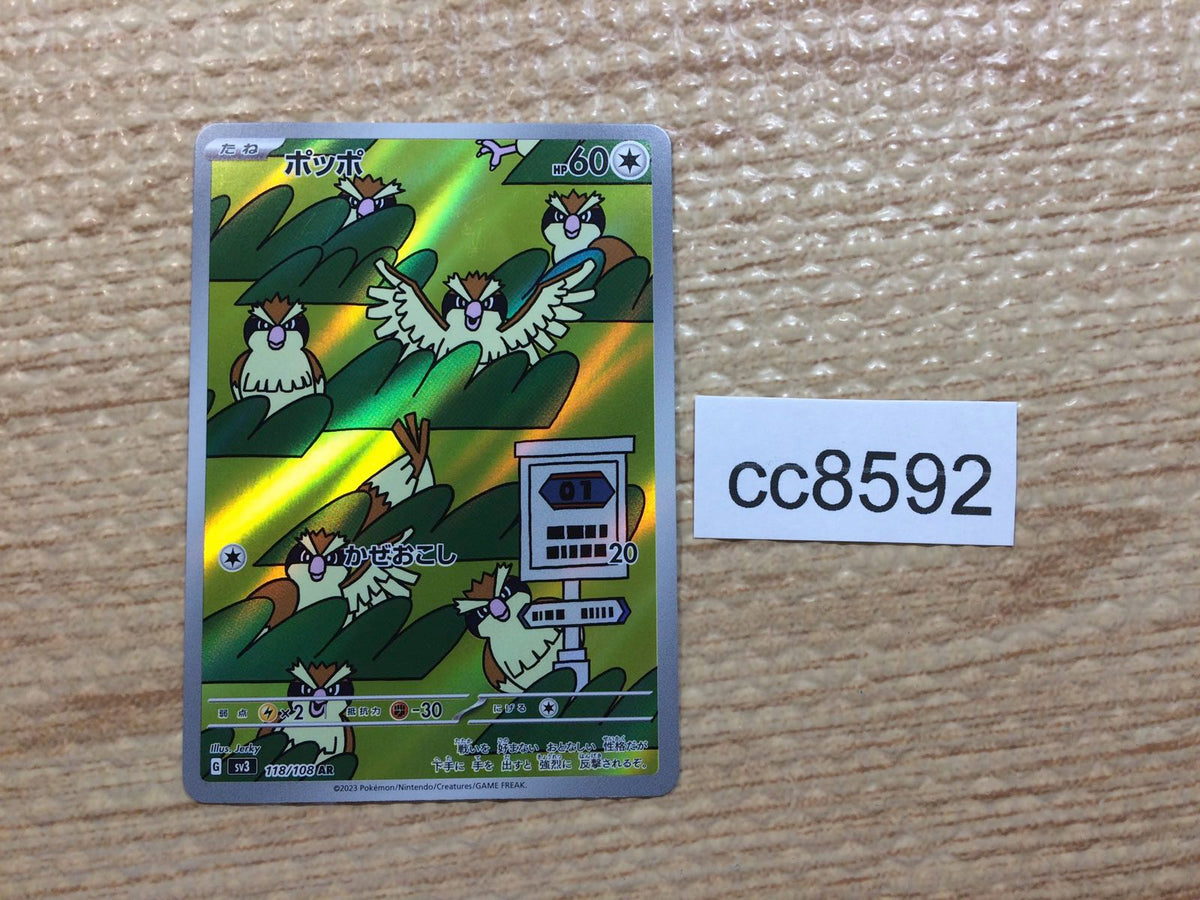 たね ポッポ HP60
01
かぜおこし 20
弱点 ×2 抵抗力 -30 にげる
Illus. Jerky
戦いを 好まない おとなしい 性格だが
下手に 手を 出すと 強烈に 反撃されるぞ。
G sv3 118/108 AR
©2023 Pokémon/Nintendo/Creatures/GAME FREAK.
cc8592